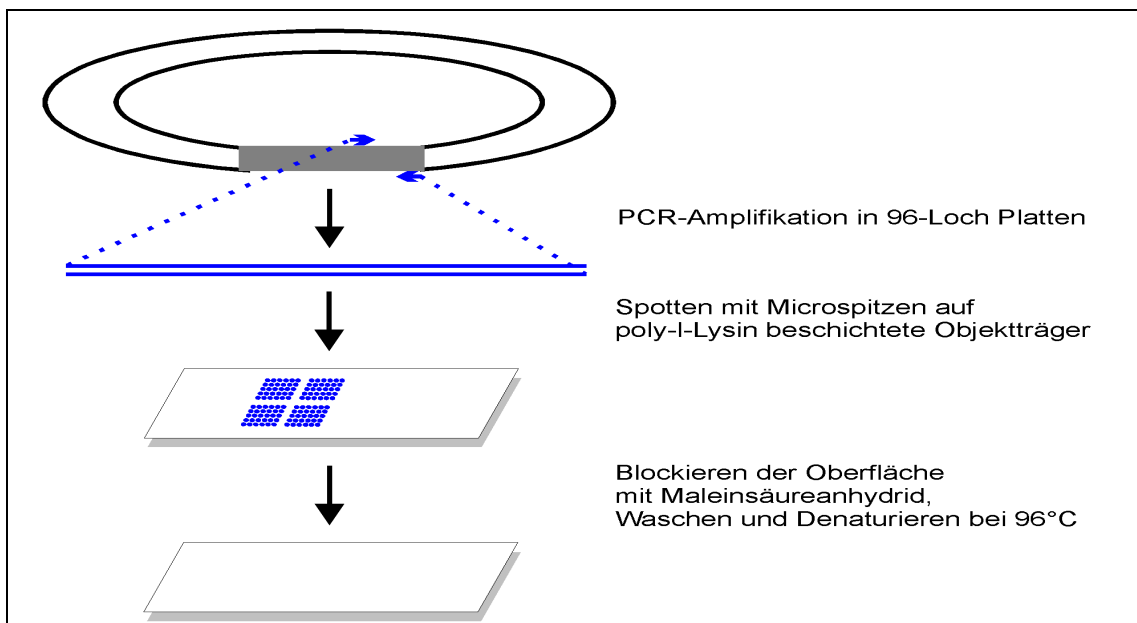 PCR-Amplifikation in 96-Loch Platten
Spotten mit Microspitzen auf
poly-l-Lysin beschichtete Objektträger
Blockieren der Oberfläche
mit Maleinsäureanhydrid,
Waschen und Denaturieren bei 96°C